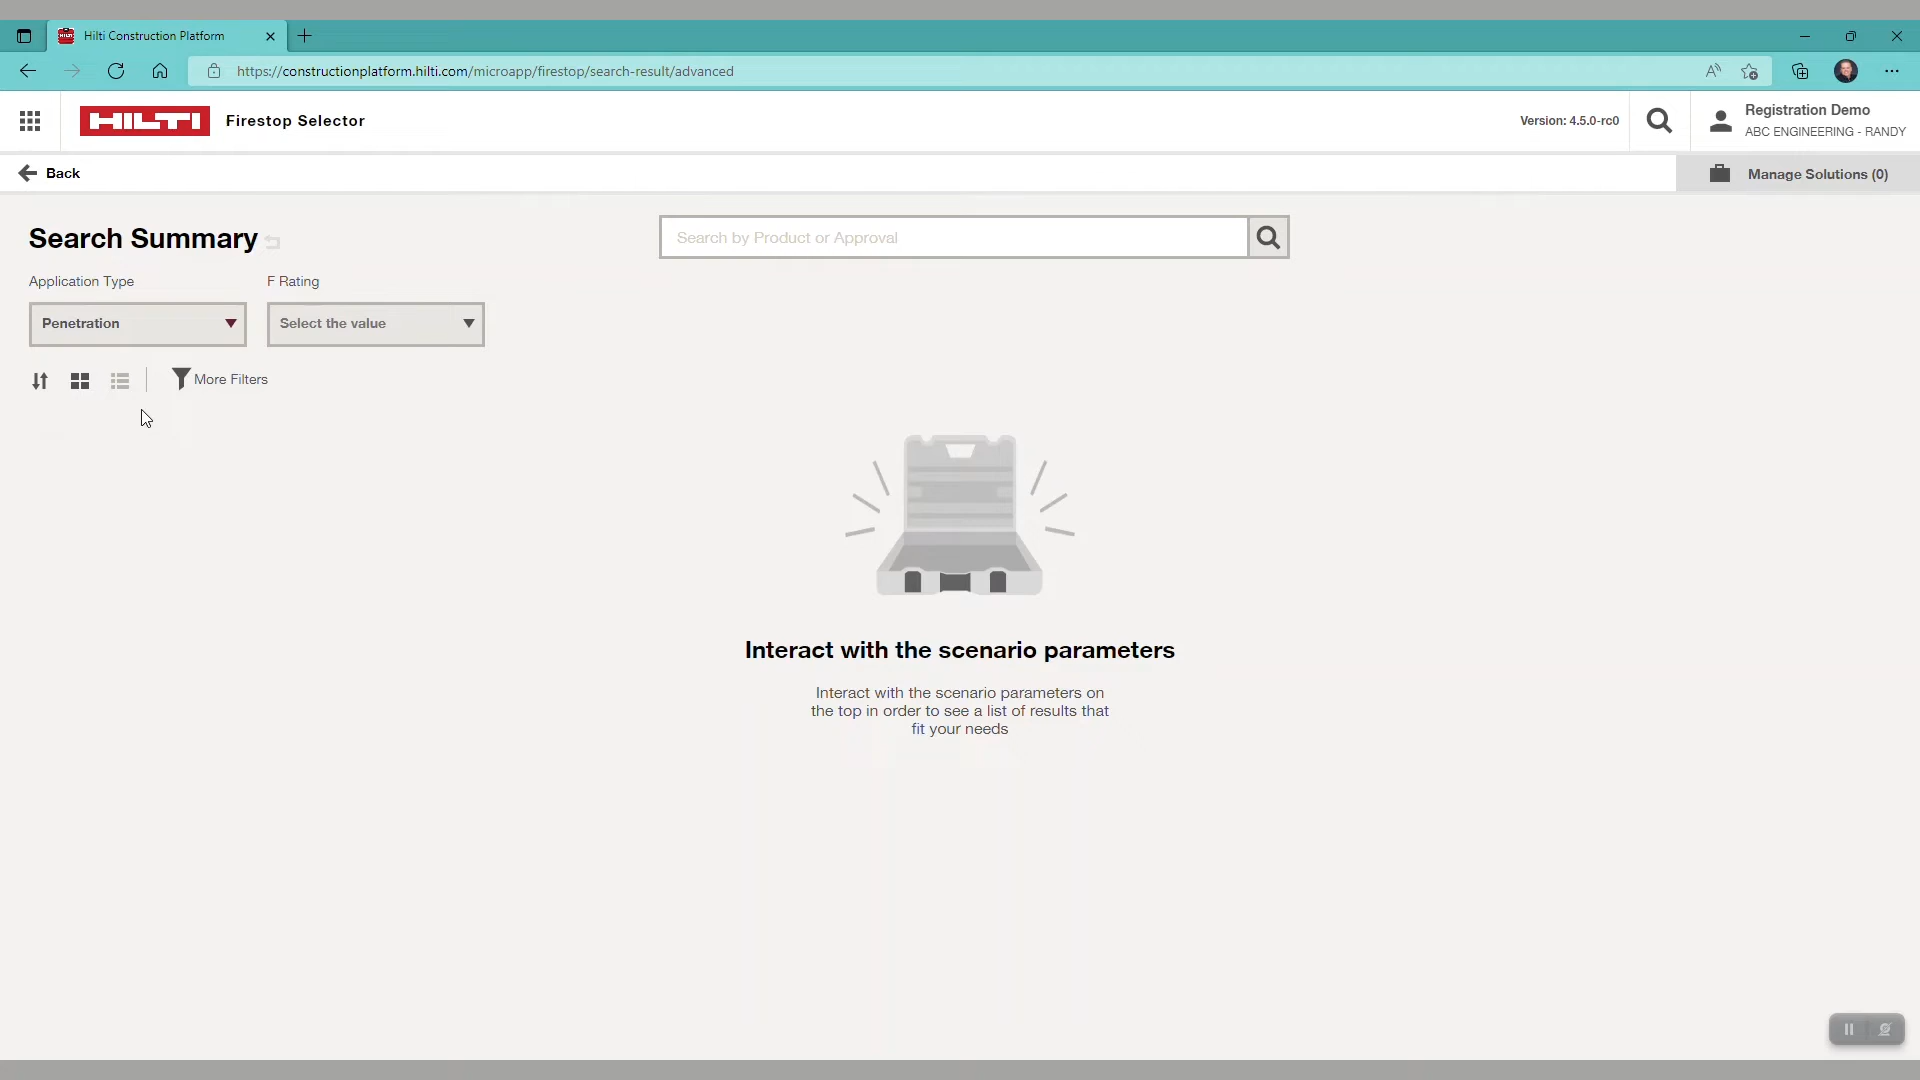 Hilti Construction Platform
https://constructionplatform.hilti.com/microapp/firestop/search-result/advanced
HILTI Firestop Selector
Version: 4.5.0-rc0
Registration Demo
ABC ENGINEERING - RANDY
Back
Manage Solutions (0)
Search Summary
Search by Product or Approval
Application Type
F Rating
Penetration
Select the value
More Filters
Interact with the scenario parameters
Interact with the scenario parameters on
the top in order to see a list of results that
fit your needs